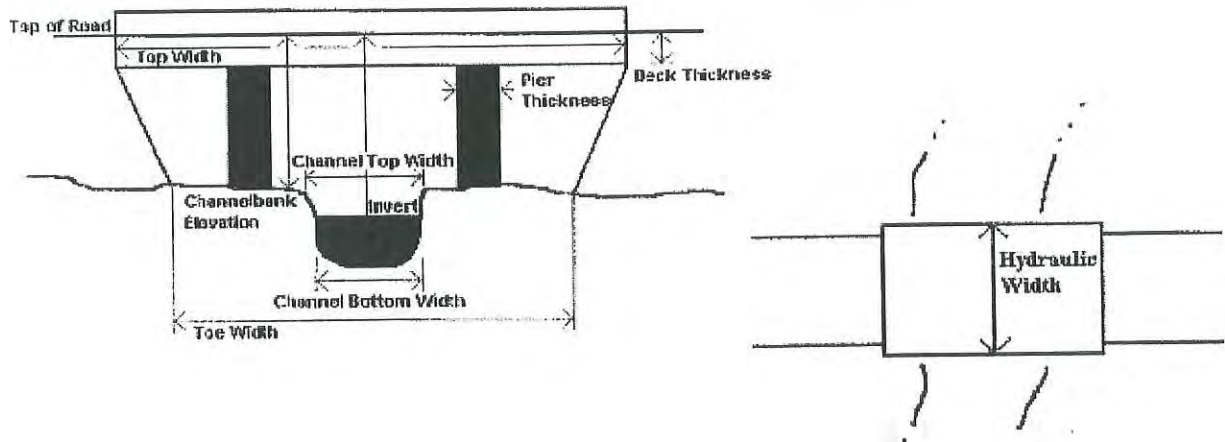 Top of Road
Top Width
Deck Thickness
Pier
Thickness
Channel Top Width
Channelbank
Elevation
Invert
Channel Bottom Width
Toe Width
Hydraulic
Width